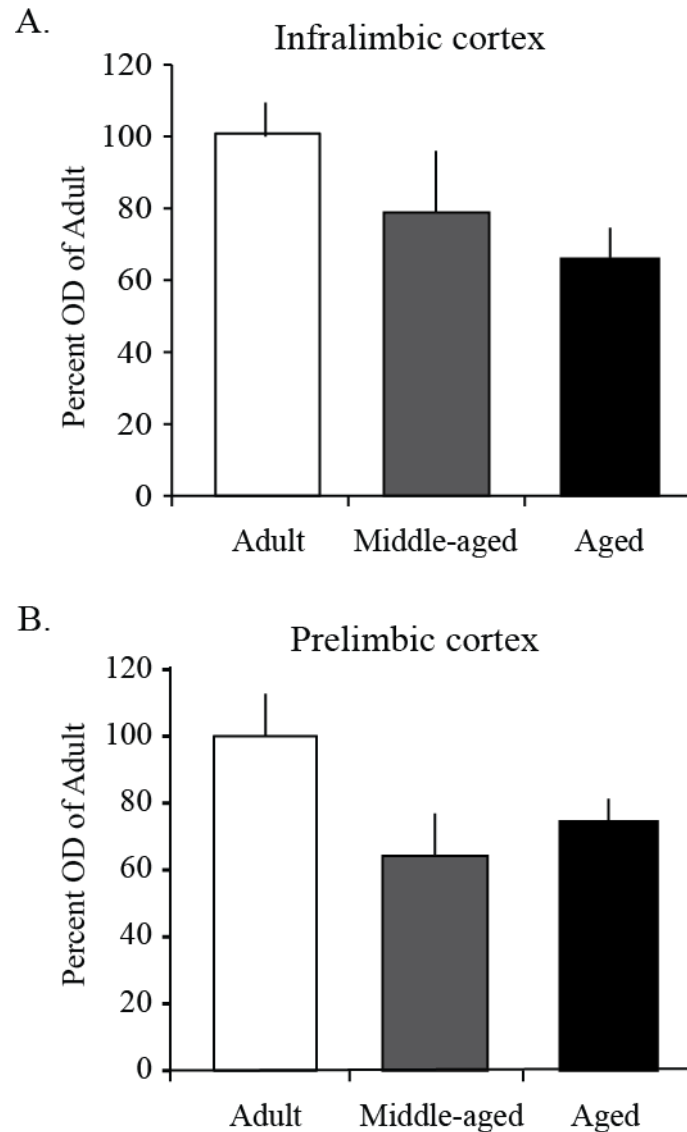 A.
Infralimbic cortex
Percent OD of Adult
120
100
80
60
40
20
0
Adult Middle-aged Aged
B.
Prelimbic cortex
Percent OD of Adult
120
100
80
60
40
20
0
Adult Middle-aged Aged